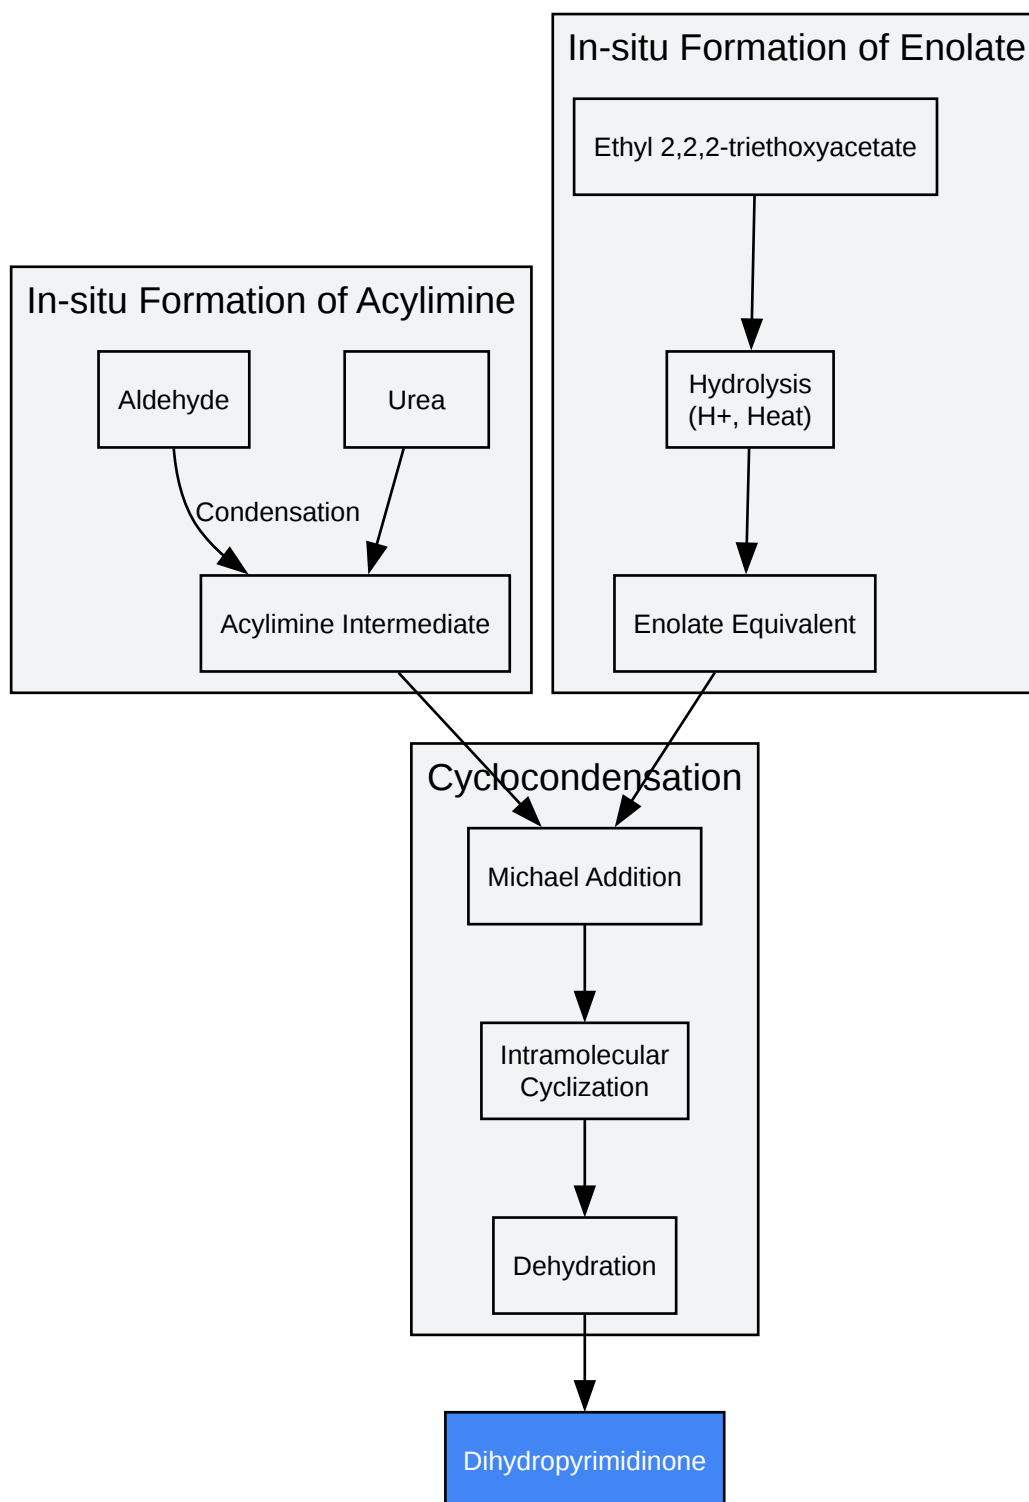 In-situ Formation of Enolate
Ethyl 2,2,2-triethoxyacetate
In-situ Formation of Acylimine
Aldehyde
Urea
Hydrolysis
(H+, Heat)
Condensation
Acylimine Intermediate
Enolate Equivalent
Cyclocondensation
Michael Addition
Intramolecular
Cyclization
Dehydration
Dihydropyrimidinone